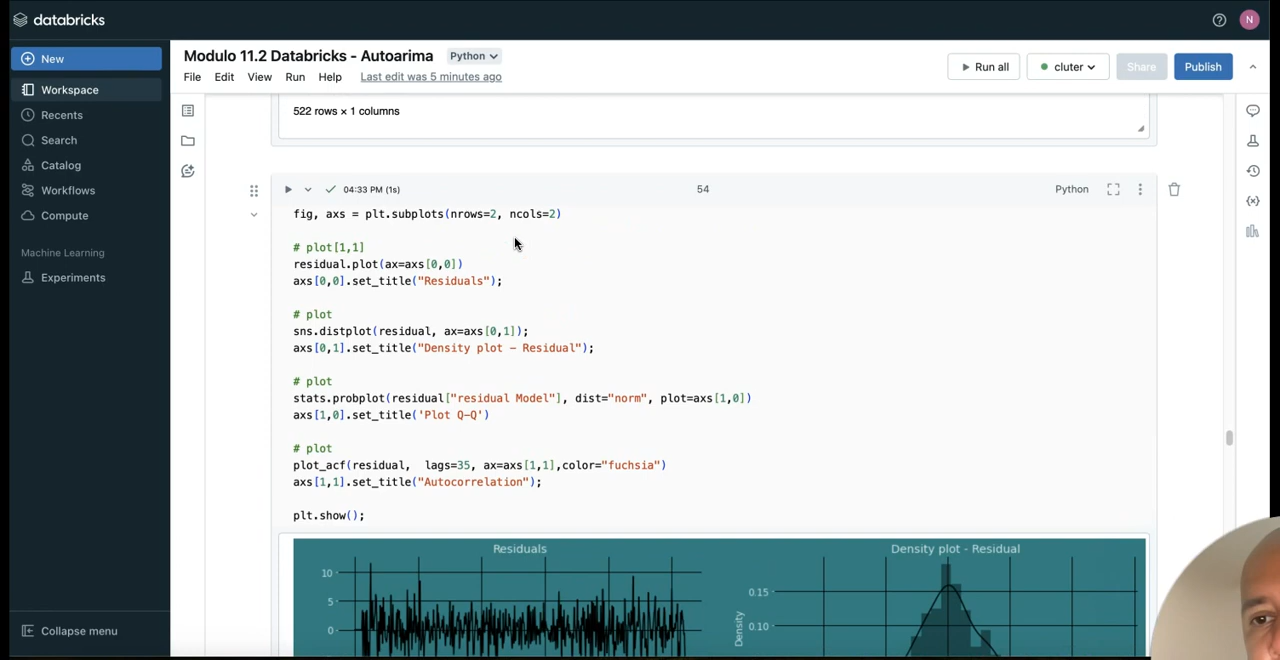 databricks
N
New
Workspace
Recents
Search
Catalog
Workflows
Compute
Machine Learning
Experiments
Collapse menu
Modulo 11.2 Databricks - Autoarima
Python
File Edit View Run Help Last edit was 5 minutes ago
Run all
cluter
Share
Publish
522 rows × 1 columns
04:33 PM (1s)
54
Python
fig, axs = plt.subplots(nrows=2, ncols=2)
# plot[1,1]
residual.plot(ax=axs[0,0])
axs[0,0].set_title("Residuals");
# plot
sns.distplot(residual, ax=axs[0,1]);
axs[0,1].set_title("Density plot - Residual");
# plot
stats.probplot(residual["residual Model"], dist="norm", plot=axs[1,0])
axs[1,0].set_title('Plot Q-Q')
# plot
plot_acf(residual,  lags=35, ax=axs[1,1],color="fuchsia")
axs[1,1].set_title("Autocorrelation");
plt.show();
Residuals
10
5
0
Density plot - Residual
0.15
0.10
Density